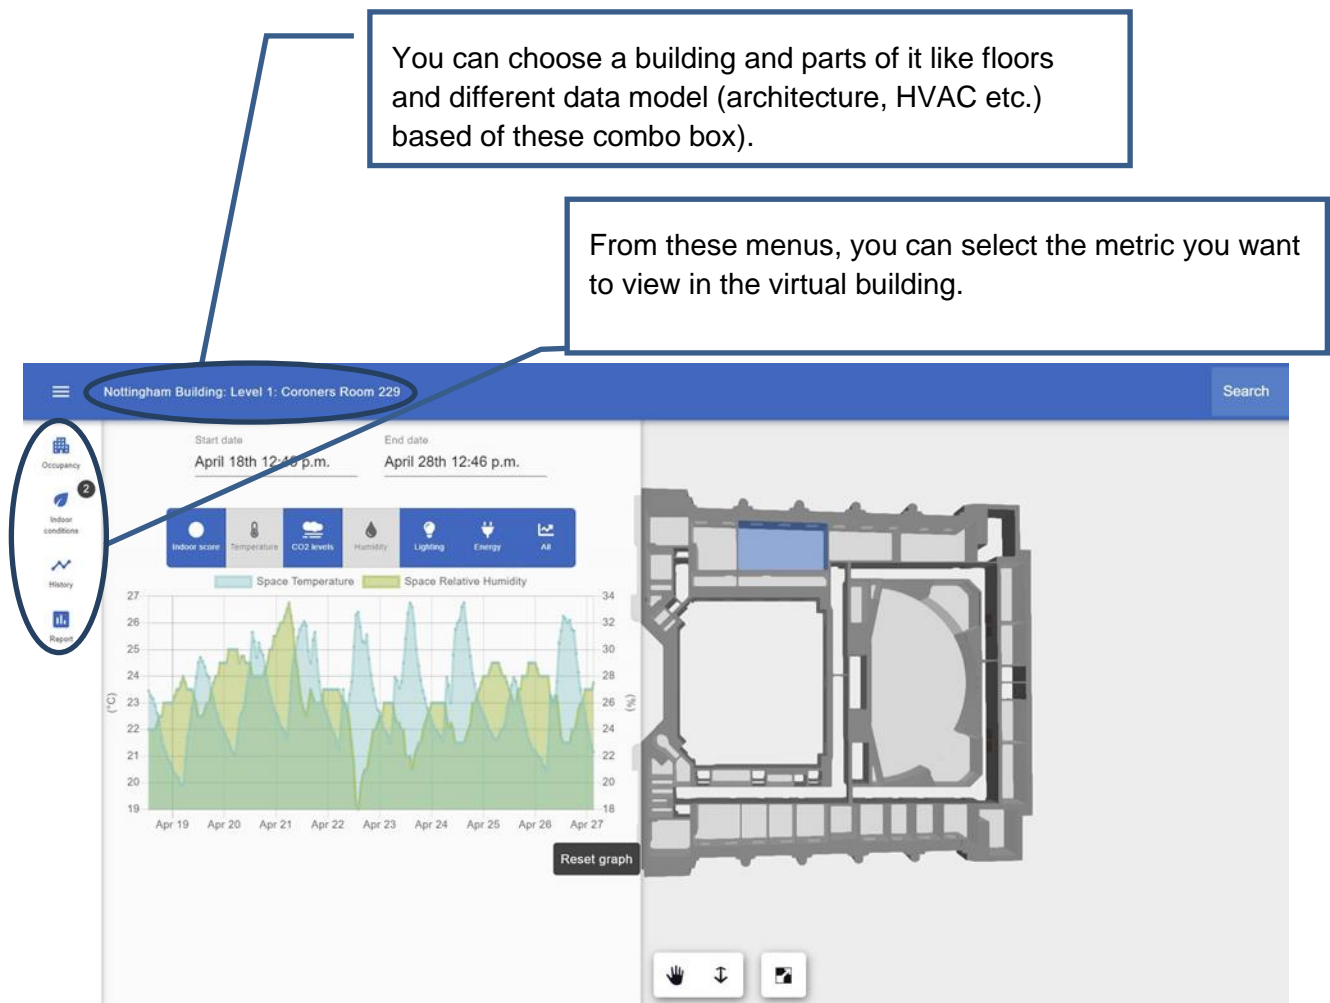 You can choose a building and parts of it like floors
and different data model (architecture, HVAC etc.)
based of these combo box).
From these menus, you can select the metric you want
to view in the virtual building.
Nottingham Building: Level 1: Coroners Room 229
Search
Occupancy
2
Indoor
conditions
History
Report
Start date
End date
April 18th 12:46 p.m.
April 28th 12:46 p.m.
Indoor score
Temperature
CO2 levels
Humidity
Lighting
Energy
All
Space Temperature
Space Relative Humidity
27
26
25
24
23
22
21
20
19
(°C)
34
32
30
28
26
24
22
20
18
(%)
Apr 19
Apr 20
Apr 21
Apr 22
Apr 23
Apr 24
Apr 25
Apr 26
Apr 27
Reset graph